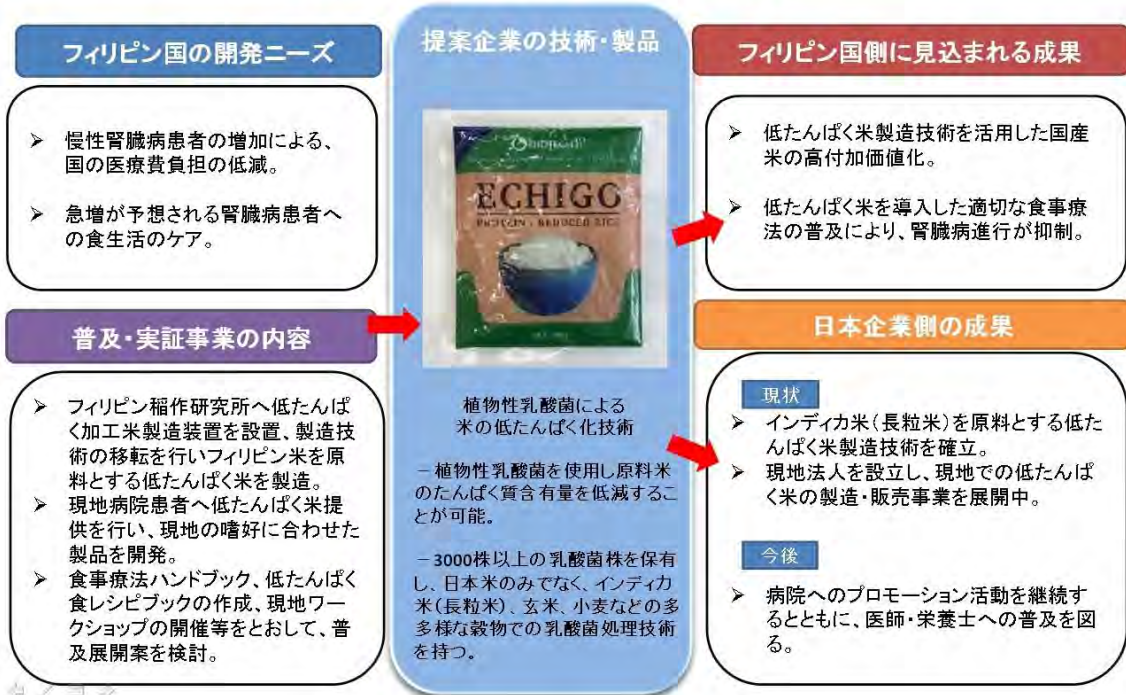 フィリピン国の開発ニーズ
➢ 慢性腎臓病患者の増加による、
国の医療費負担の低減。
➢ 急増が予想される腎臓病患者へ
の食生活のケア。
普及・実証事業の内容
➢ フィリピン稲作研究所へ低たんぱ
く加工米製造装置を設置、製造技
術の移転を行いフィリピン米を原
料とする低たんぱく米を製造。
➢ 現地病院患者へ低たんぱく米提
供を行い、現地の嗜好に合わせた
製品を開発。
➢ 食事療法ハンドブック、低たんぱく
食レシピブックの作成、現地ワー
クショップの開催等をとおして、普
及展開案を検討。
提案企業の技術・製品
ECHIGO
PROTEIN - REDUCED RICE
植物性乳酸菌による
米の低たんぱく化技術
－植物性乳酸菌を使用し原料米
のたんぱく質含有量を低減するこ
とが可能。
－3000株以上の乳酸菌株を保有
し、日本米のみでなく、インディカ
米(長粒米)、玄米、小麦などの多
多様な穀物での乳酸菌処理技術
を持つ。
フィリピン国側に見込まれる成果
➢ 低たんぱく米製造技術を活用した国産
米の高付加価値化。
➢ 低たんぱく米を導入した適切な食事療
法の普及により、腎臓病進行が抑制。
日本企業側の成果
現状
➢ インディカ米(長粒米)を原料とする低た
んぱく米製造技術を確立。
➢ 現地法人を設立し、現地での低たんぱ
く米の製造・販売事業を展開中。
今後
➢ 病院へのプロモーション活動を継続す
るとともに、医師・栄養士への普及を図
る。